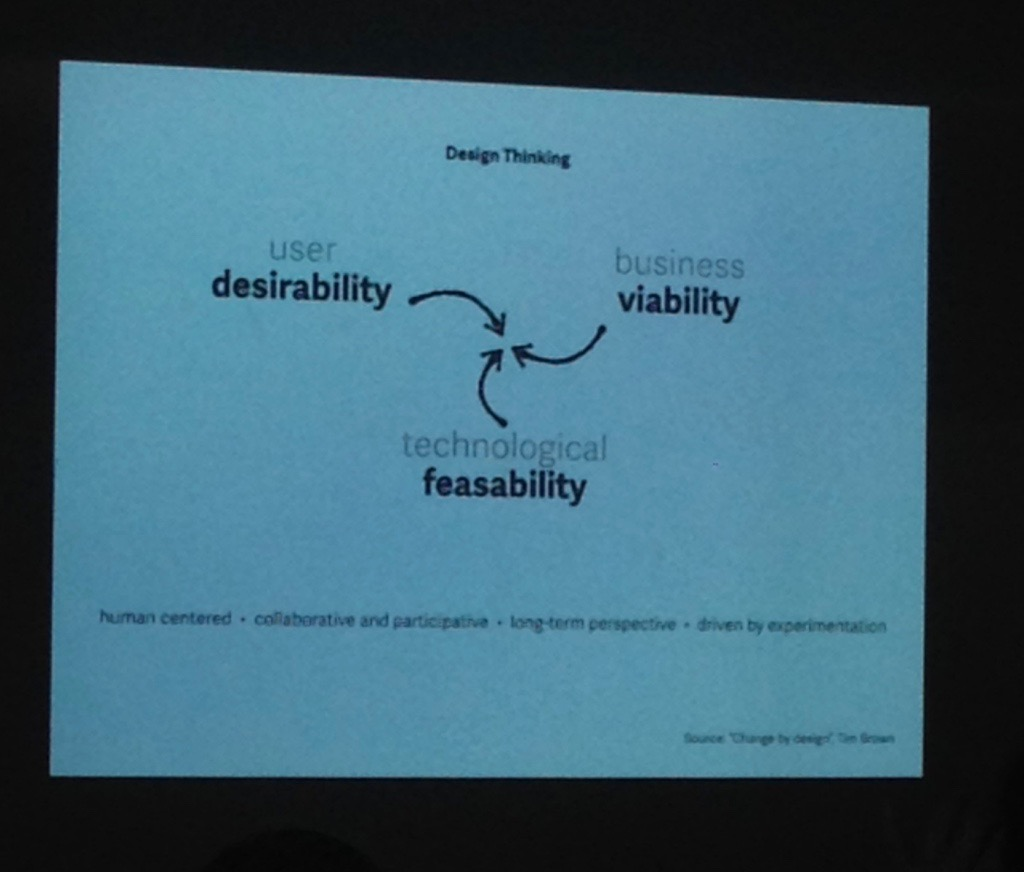 Design Thinking
user
desirability
business
viability
technological
feasability
human centered • collaborative and participative • long-term perspective • driven by experimentation
Source: "Change by design", Tim Brown